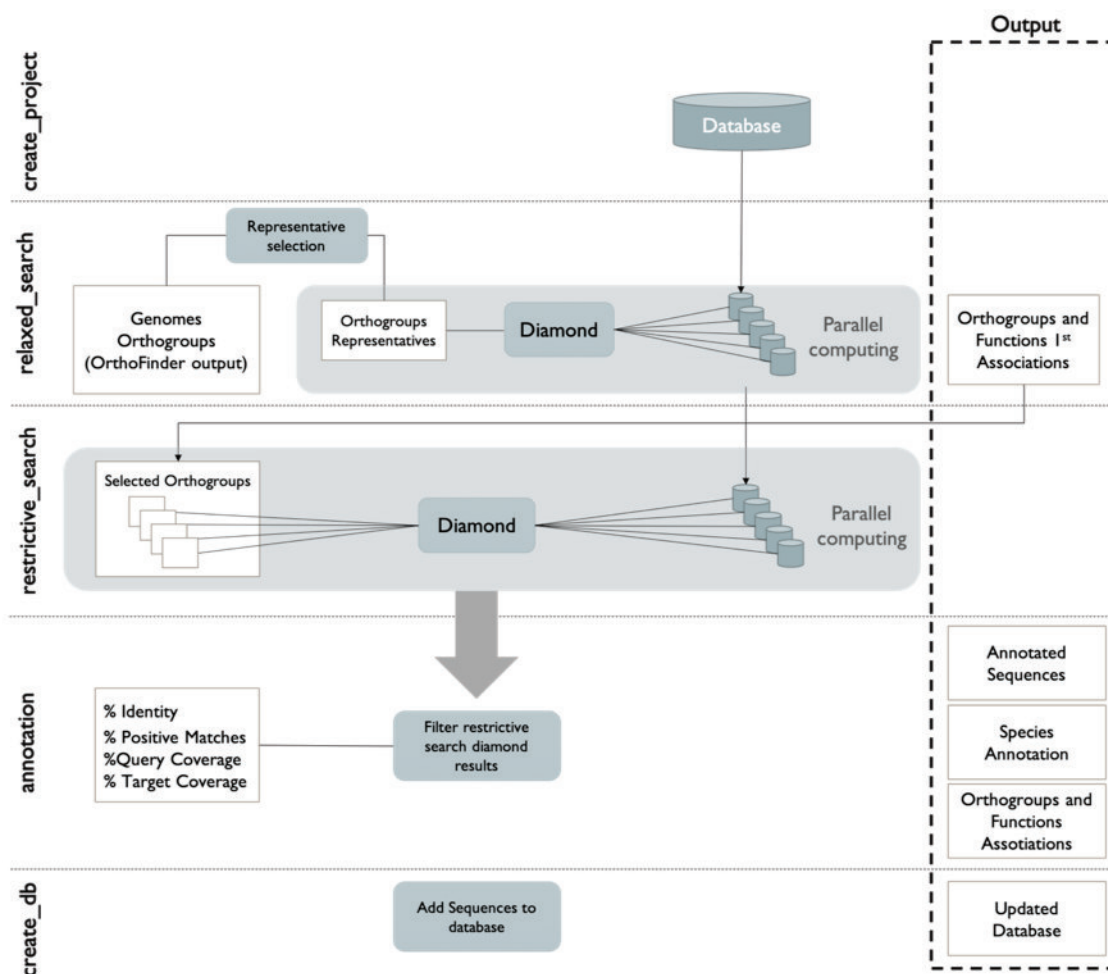 Output
create_project
Database
relaxed_search
Representative
selection
Genomes
Orthogroups
(OrthoFinder output)
Orthogroups
Representatives
Diamond
Parallel
computing
Orthogroups and
Functions 1st
Associations
restrictive_search
Selected Orthogroups
Diamond
Parallel
computing
annotation
% Identity
% Positive Matches
%Query Coverage
% Target Coverage
Filter restrictive
search diamond
results
Annotated
Sequences
Species
Annotation
Orthogroups and
Functions
Assotiations
create_db
Add Sequences to
database
Updated
Database